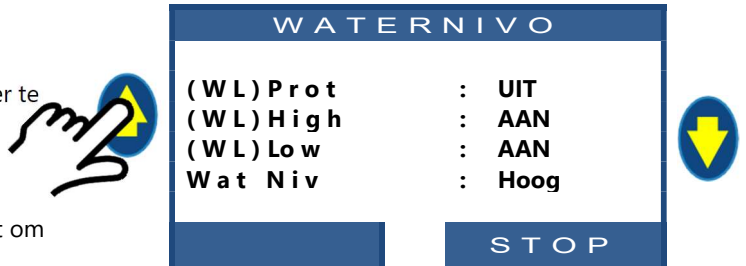 WATERNIVO
er te
(WL)Prot : UIT
(WL)High : AAN
(WL)Low : AAN
Wat Niv : Hoog
t om
STOP